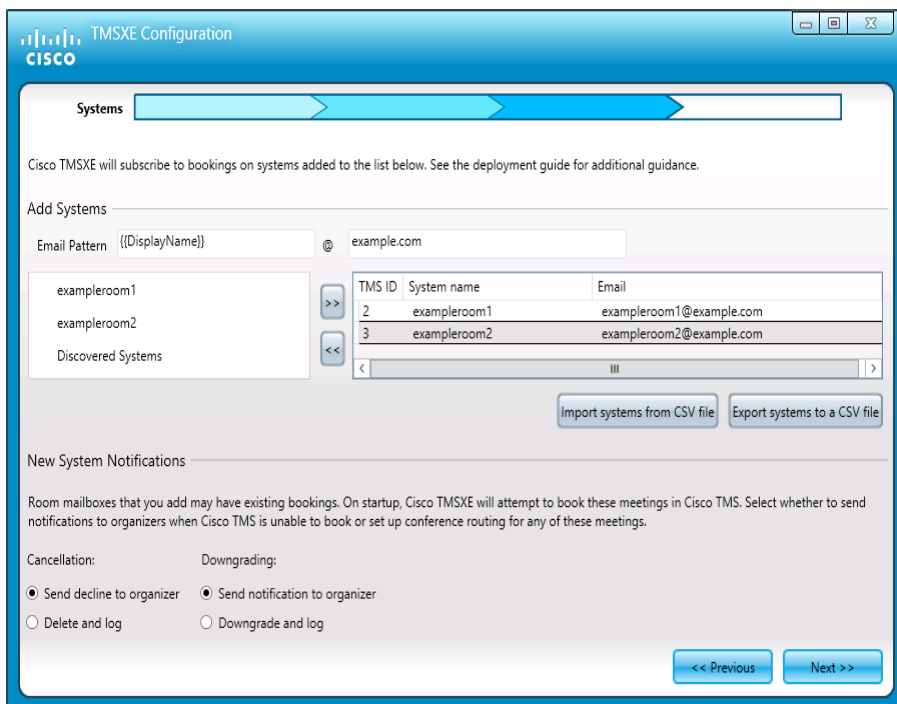 TMSXE Configuration
CISCO
Systems
Cisco TMSXE will subscribe to bookings on systems added to the list below. See the deployment guide for additional guidance.
Add Systems
Email Pattern {{DisplayName}} @ example.com
exampleroom1
exampleroom2
Discovered Systems
>>
<<
TMS ID System name Email
2 exampleroom1 exampleroom1@example.com
3 exampleroom2 exampleroom2@example.com
Import systems from CSV file Export systems to a CSV file
New System Notifications
Room mailboxes that you add may have existing bookings. On startup, Cisco TMSXE will attempt to book these meetings in Cisco TMS. Select whether to send
notifications to organizers when Cisco TMS is unable to book or set up conference routing for any of these meetings.
Cancellation: Downgrading:
Send decline to organizer Send notification to organizer
Delete and log Downgrade and log
<< Previous Next >>